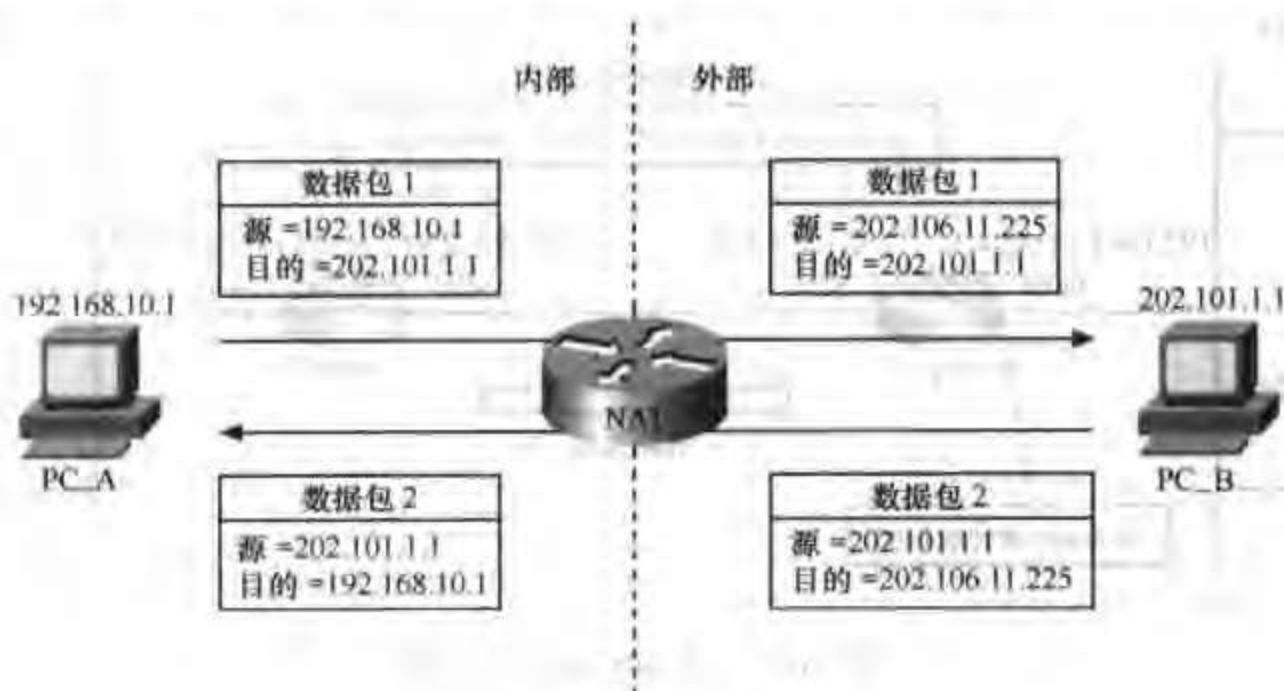 内部
外部
数据包 1
源 =192.168.10.1
目的 =202.101.1.1
数据包 1
源 =202.106.11.225
目的 =202.101.1.1
192.168.10.1
202.101.1.1
NAT
PC_A
PC_B
数据包 2
源 =202.101.1.1
目的 =192.168.10.1
数据包 2
源 =202.101.1.1
目的 =202.106.11.225